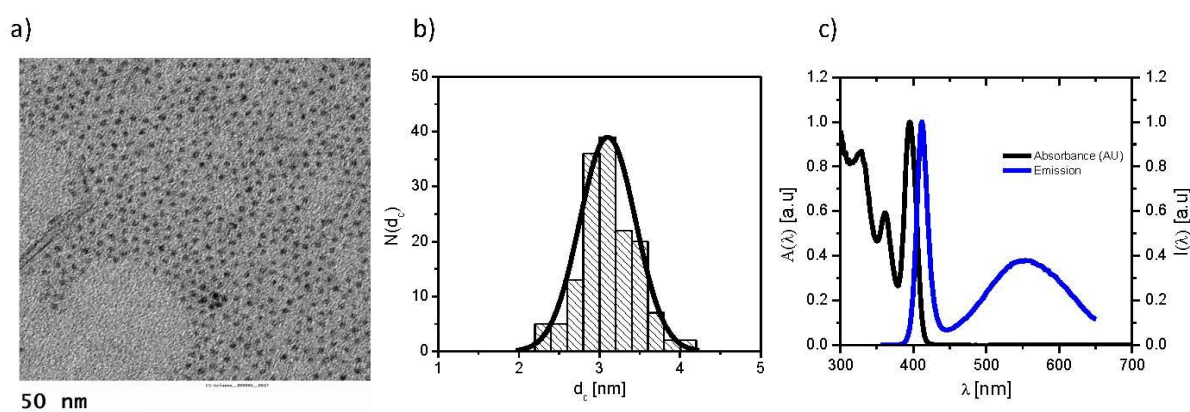 a)
50 nm
b)
N(d_c)
50
40
30
20
10
0
1 2 3 4 5
d_c [nm]
c)
A(λ) [a.u]
1.2
1.0
0.8
0.6
0.4
0.2
0.0
300 400 500 600 700
λ [nm]
Absorbance (AU)
Emission
1.2
1.0
0.8
0.6
0.4
0.2
0.0
I(λ) [a.u]